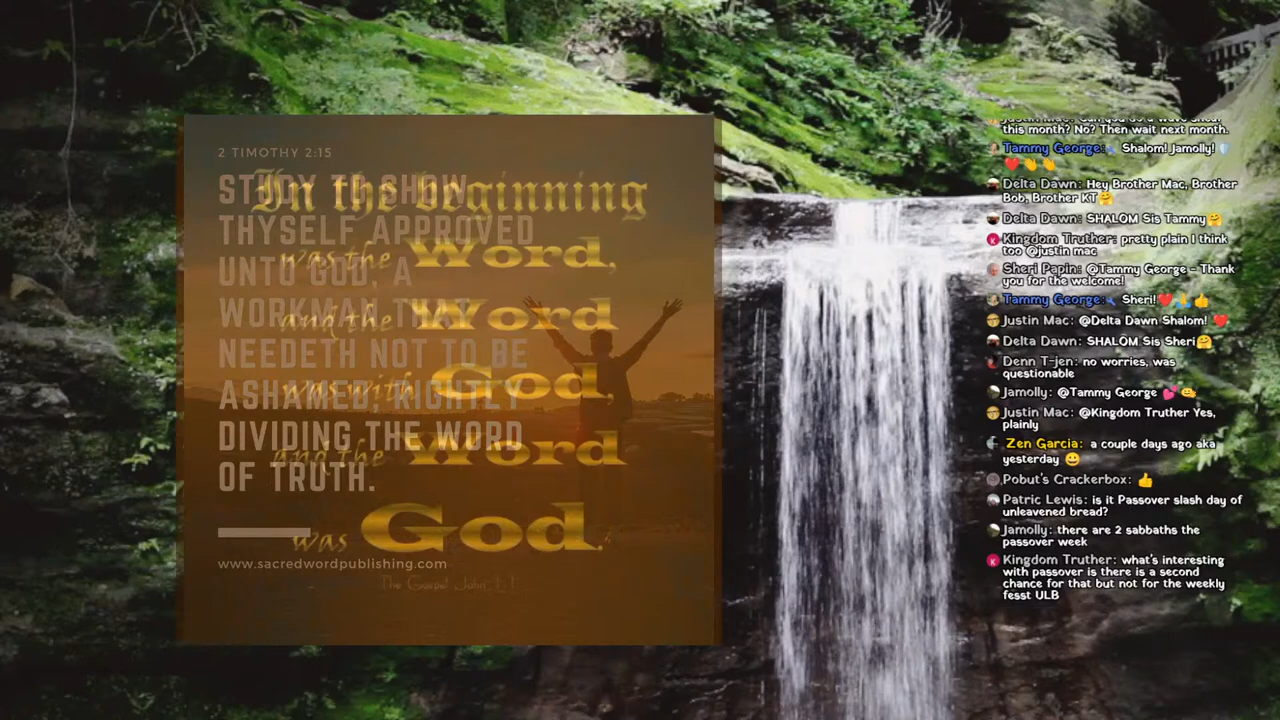 2 TIMOTHY 2:15
STUDY TO SHOW
THYSELF APPROVED
UNTO GOD, A
WORKMAN THAT
NEEDETH NOT TO BE
ASHAMED, RIGHTLY
DIVIDING THE WORD
OF TRUTH.
www.sacredwordpublishing.com
In the beginning
was the Word,
and the Word
was with God,
and the Word
was God.
The Gospel John
this month? No? Then wait next month.
Tammy George: Shalom! Jamolly! 🛡️
❤️👏👏
Delta Dawn: Hey Brother Mac, Brother
Bob, Brother KT🤗
Delta Dawn: SHALOM Sis Tammy🤗
K Kingdom Truther: pretty plain I think
too @justin mac
Sheri Papin: @Tammy George - Thank
you for the welcome!
Tammy George: Sheri!❤️👍
Justin Mac: @Delta Dawn Shalom! ❤️
Delta Dawn: SHALOM Sis Sheri🤗
Denn T-jen: no worries, was
questionable
Jamolly: @Tammy George 💕
Justin Mac: @Kingdom Truther Yes,
plainly
Zen Garcia: a couple days ago aka
yesterday 😀
Pobut's Crackerbox: 👍
Patric Lewis: is it Passover slash day of
unleavened bread?
Jamolly: there are 2 sabbaths the
passover week
K Kingdom Truther: what's interesting
with passover is there is a second
chance for that but not for the weekly
fesst ULB